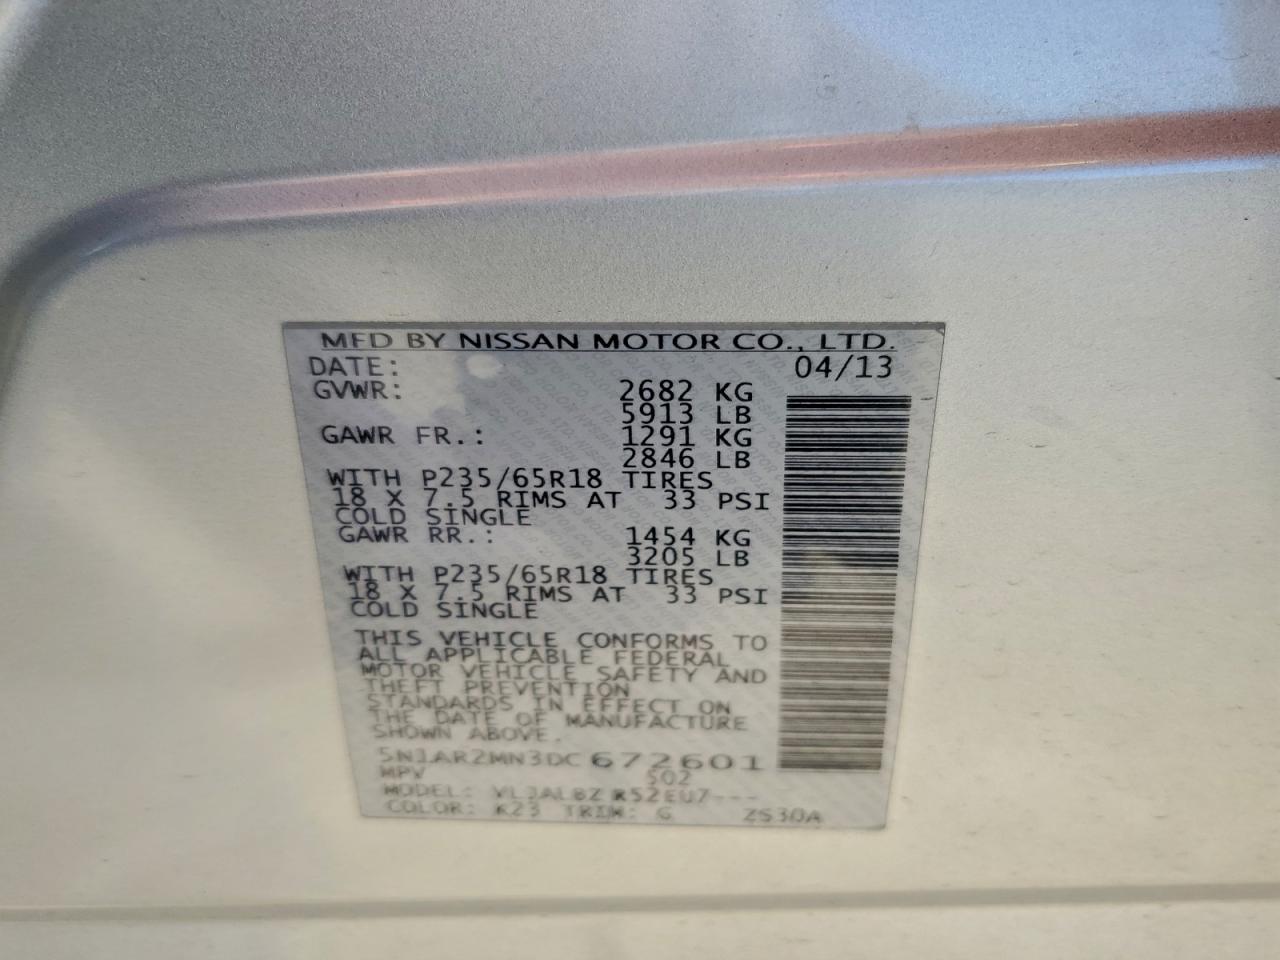 MFD BY NISSAN MOTOR CO., LTD.
DATE: 04/13
GVWR: 2682 KG
5913 LB
GAWR FR.: 1291 KG
2846 LB
WITH P235/65R18 TIRES
18 X 7.5 RIMS AT 33 PSI
COLD SINGLE
GAWR RR.: 1454 KG
3205 LB
WITH P235/65R18 TIRES
18 X 7.5 RIMS AT 33 PSI
COLD SINGLE
THIS VEHICLE CONFORMS TO
ALL APPLICABLE FEDERAL
MOTOR VEHICLE SAFETY AND
THEFT PREVENTION
STANDARDS IN EFFECT ON
THE DATE OF MANUFACTURE
SHOWN ABOVE.
5N1AR2MN3DC672601
MPV 502
MODEL:
COLOR: K23 TRIM: G ZS30A